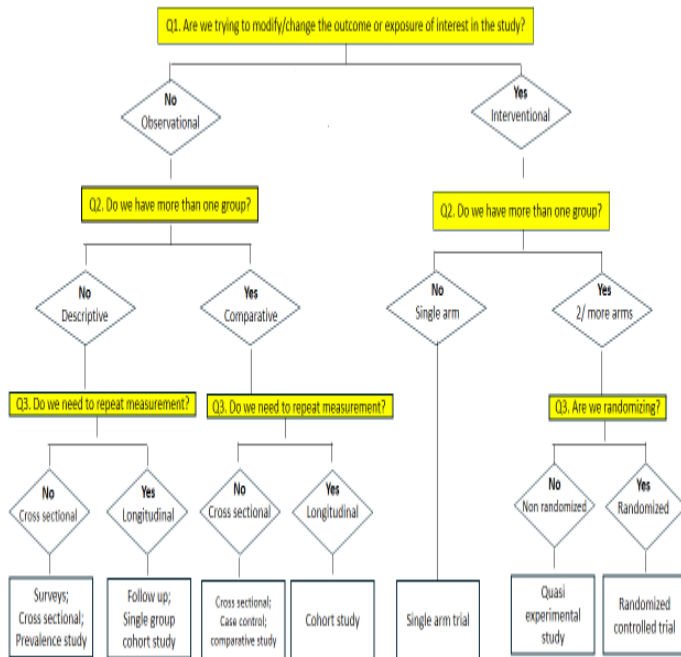 Q1. Are we trying to modify/change the outcome or exposure of interest in the study?
No
Observational
Yes
Interventional
Q2. Do we have more than one group?
Q2. Do we have more than one group?
No
Descriptive
Yes
Comparative
No
Single arm
Yes
2/ more arms
Q3. Do we need to repeat measurement?
Q3. Do we need to repeat measurement?
Q3. Are we randomizing?
No
Cross sectional
Yes
Longitudinal
No
Cross sectional
Yes
Longitudinal
No
Non randomized
Yes
Randomized
Surveys;
Cross sectional;
Prevalence study
Follow up;
Single group
cohort study
Cross sectional;
Case control;
comparative study
Cohort study
Single arm trial
Quasi
experimental
study
Randomized
controlled trial